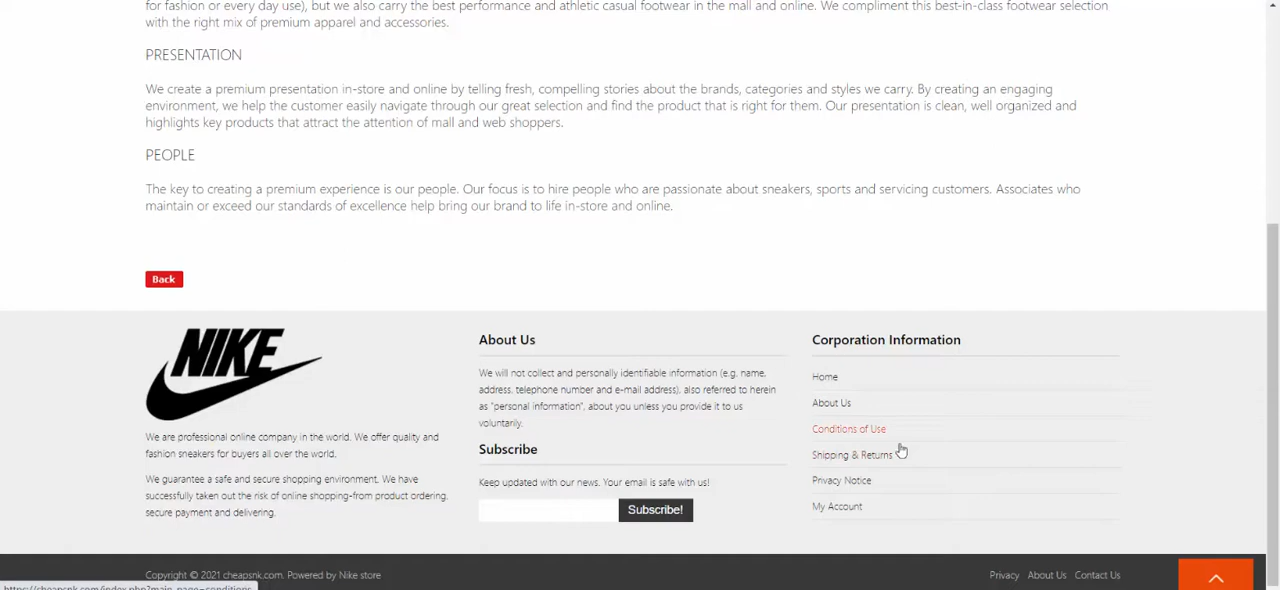 for fashion or every day use), but we also carry the best performance and athletic casual footwear in the mall and online. We compliment this best-in-class footwear selection
with the right mix of premium apparel and accessories.
PRESENTATION
We create a premium presentation in-store and online by telling fresh, compelling stories about the brands, categories and styles we carry. By creating an engaging
environment, we help the customer easily navigate through our great selection and find the product that is right for them. Our presentation is clean, well organized and
highlights key products that attract the attention of mall and web shoppers.
PEOPLE
The key to creating a premium experience is our people. Our focus is to hire people who are passionate about sneakers, sports and servicing customers. Associates who
maintain or exceed our standards of excellence help bring our brand to life in-store and online.
Back
NIKE
We are professional online company in the world. We offer quality and
fashion sneakers for buyers all over the world.
We guarantee a safe and secure shopping environment. We have
successfully taken out the risk of online shopping-from product ordering,
secure payment and delivering.
About Us
We will not collect and personally identifiable information (e.g. name,
address, telephone number and e-mail address), also referred to herein
as "personal information", about you unless you provide it to us
voluntarily.
Subscribe
Keep updated with our news. Your email is safe with us!
Subscribe!
Corporation Information
Home
About Us
Conditions of Use
Shipping & Returns
Privacy Notice
My Account
Copyright © 2021 cheapsnk.com. Powered by Nike store
Privacy About Us Contact Us
https://cheapsnk.com/index.php?main_page=conditions